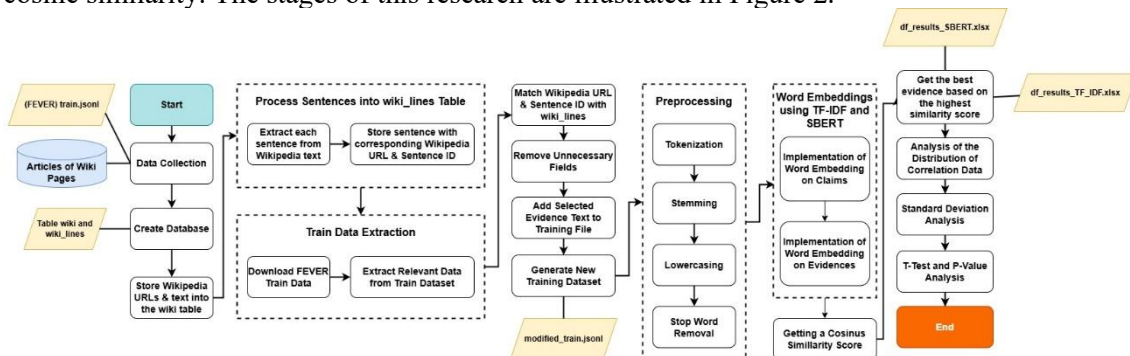 cosine similarity. The stages of this research are illustrated in Figure 2.
(FEVER) train.jsonl
Start
Articles of Wiki
Pages
Data Collection
Table wiki and
wiki_lines
Create Database
Store Wikipedia
URLs & text into
the wiki table
Process Sentences into wiki_lines Table
Extract each
sentence from
Wikipedia text
Store sentence with
corresponding Wikipedia
URL & Sentence ID
Train Data Extraction
Download FEVER
Train Data
Extract Relevant Data
from Train Dataset
Match Wikipedia URL
& Sentence ID with
wiki_lines
Remove Unnecessary
Fields
Add Selected
Evidence Text to
Training File
Generate New
Training Dataset
modified_train.jsonl
Preprocessing
Tokenization
Stemming
Lowercasing
Stop Word
Removal
Word Embeddings
using TF-IDF and
SBERT
Implementation of
Word Embedding
on Claims
Implementation of
Word Embedding
on Evidences
Getting a Cosinus
Simillarity Score
df_results_SBERT.xlsx
Get the best
evidence based on
the highest
similarity score
df_results_TF_IDF.xlsx
Analysis of the
Distribution of
Correlation Data
Standard Deviation
Analysis
T-Test and P-Value
Analysis
End